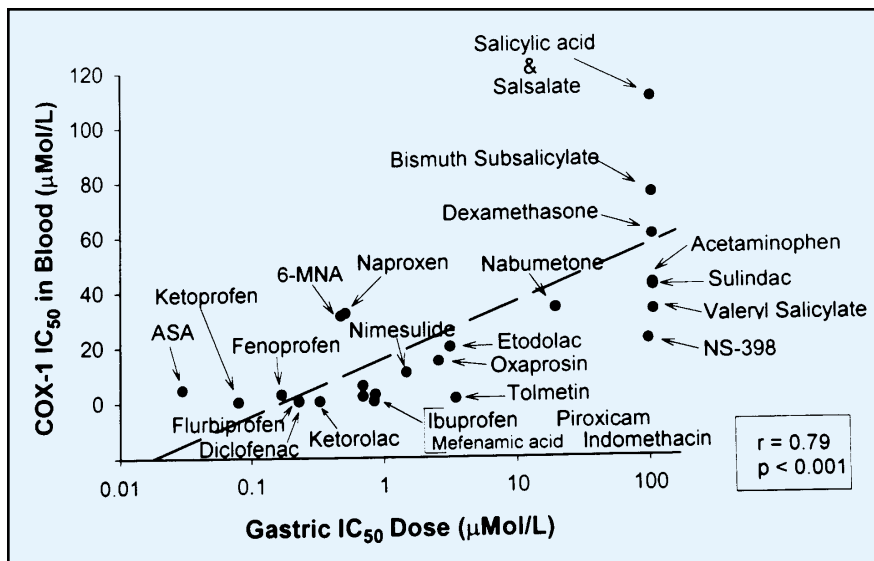 Salicylic acid
&
Salsalate
Bismuth Subsalicylate
Dexamethasone
Acetaminophen
Sulindac
Valeryl Salicylate
NS-398
6-MNA
Naproxen
Nabumetone
Ketoprofen
ASA
Fenoprofen
Nimesulide
Etodolac
Oxaprosin
Tolmetin
Flurbiprofen
Diclofenac
Ketorolac
Ibuprofen Piroxicam
Mefenamic acid Indomethacin
COX-1 IC50 in Blood (μMol/L)
120
100
80
60
40
20
0
0.01 0.1 1 10 100
Gastric IC50 Dose (μMol/L)
r = 0.79
p < 0.001